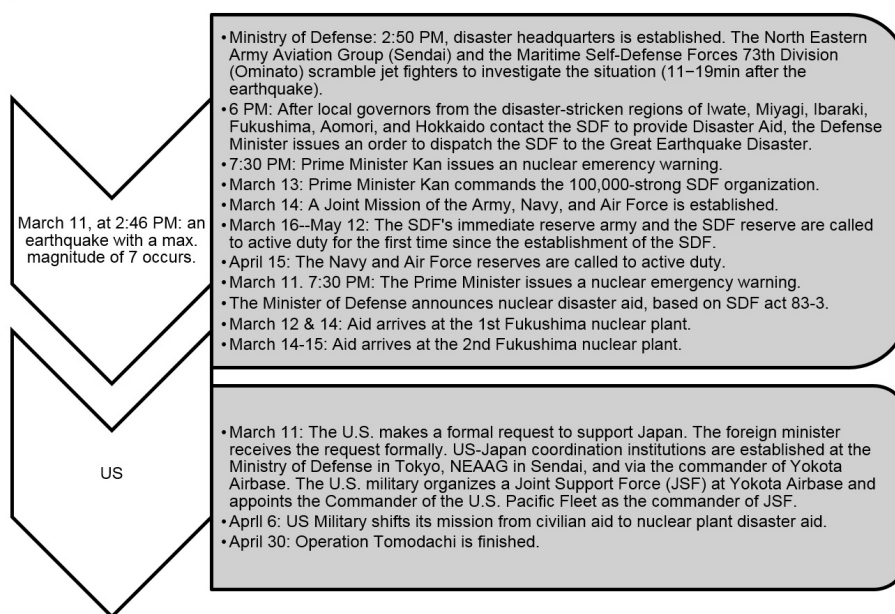 • Ministry of Defense: 2:50 PM, disaster headquarters is established. The North Eastern
Army Aviation Group (Sendai) and the Maritime Self-Defense Forces 73th Division
(Ominato) scramble jet fighters to investigate the situation (11–19min after the
earthquake).
• 6 PM: After local governors from the disaster-stricken regions of Iwate, Miyagi, Ibaraki,
Fukushima, Aomori, and Hokkaido contact the SDF to provide Disaster Aid, the Defense
Minister issues an order to dispatch the SDF to the Great Earthquake Disaster.
• 7:30 PM: Prime Minister Kan issues an nuclear emerency warning.
• March 13: Prime Minister Kan commands the 100,000-strong SDF organization.
• March 14: A Joint Mission of the Army, Navy, and Air Force is established.
• March 16--May 12: The SDF's immediate reserve army and the SDF reserve are called
to active duty for the first time since the establishment of the SDF.
• April 15: The Navy and Air Force reserves are called to active duty.
• March 11. 7:30 PM: The Prime Minister issues a nuclear emergency warning.
• The Minister of Defense announces nuclear disaster aid, based on SDF act 83-3.
• March 12 & 14: Aid arrives at the 1st Fukushima nuclear plant.
• March 14-15: Aid arrives at the 2nd Fukushima nuclear plant.
March 11, at 2:46 PM: an
earthquake with a max.
magnitude of 7 occurs.
US
• March 11: The U.S. makes a formal request to support Japan. The foreign minister
receives the request formally. US-Japan coordination institutions are established at the
Ministry of Defense in Tokyo, NEAAG in Sendai, and via the commander of Yokota
Airbase. The U.S. military organizes a Joint Support Force (JSF) at Yokota Airbase and
appoints the Commander of the U.S. Pacific Fleet as the commander of JSF.
• Aprll 6: US Military shifts its mission from civilian aid to nuclear plant disaster aid.
• April 30: Operation Tomodachi is finished.